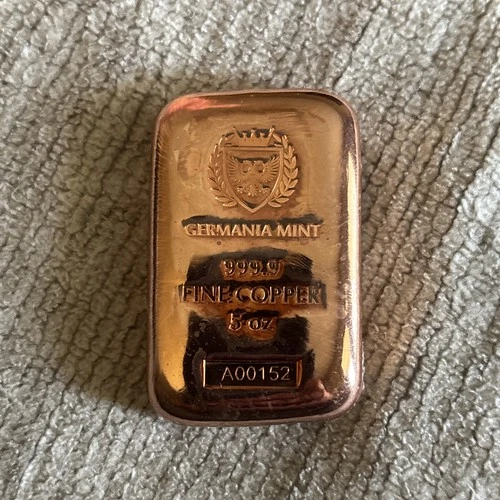 GERMANIA MINT
999.9
FINE COPPER
5 oz
A00152